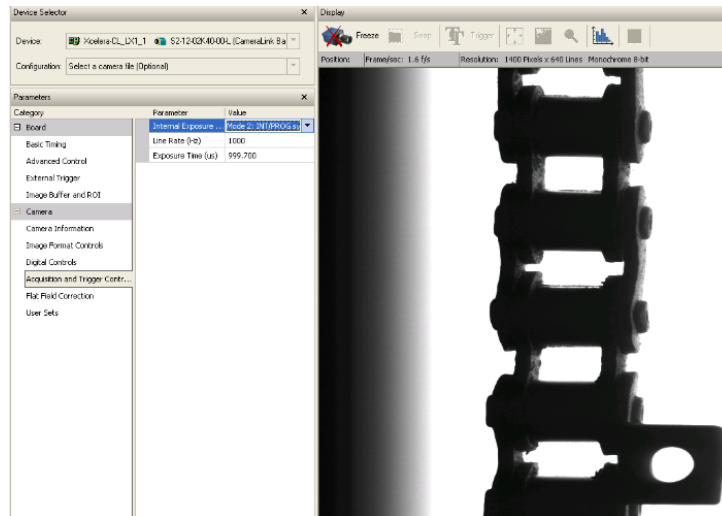 Device Selector
Device: Xcelera-CL_LX1_1 S2-12-02K40-00-L (CameraLink Ba
Configuration: Select a camera file (Optional)
Parameters
Category
Board
Basic Timing
Advanced Control
External Trigger
Image Buffer and ROI
Camera
Camera Information
Image Format Controls
Digital Controls
Acquisition and Trigger Contr...
Flat Field Correction
User Sets
Parameter Value
Internal Exposure ... Mode 2: INT/PROG sy
Line Rate (Hz) 1000
Exposure Time (us) 999.700
Display
Freeze Snap Trigger
Position: Frame/sec: 1.6 f/s Resolution: 1400 Pixels x 640 Lines Monochrome 8-bit